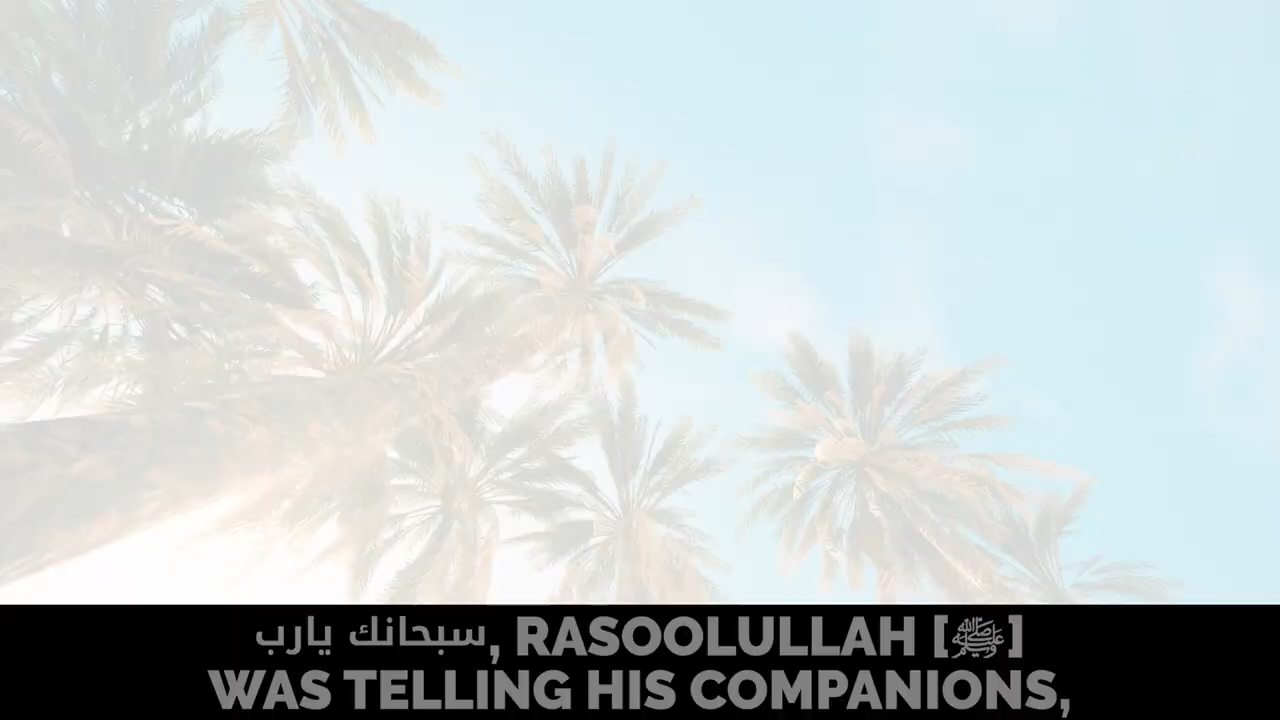 سبحانك يارب, RASOOLULLAH [ﷺ]
WAS TELLING HIS COMPANIONS,